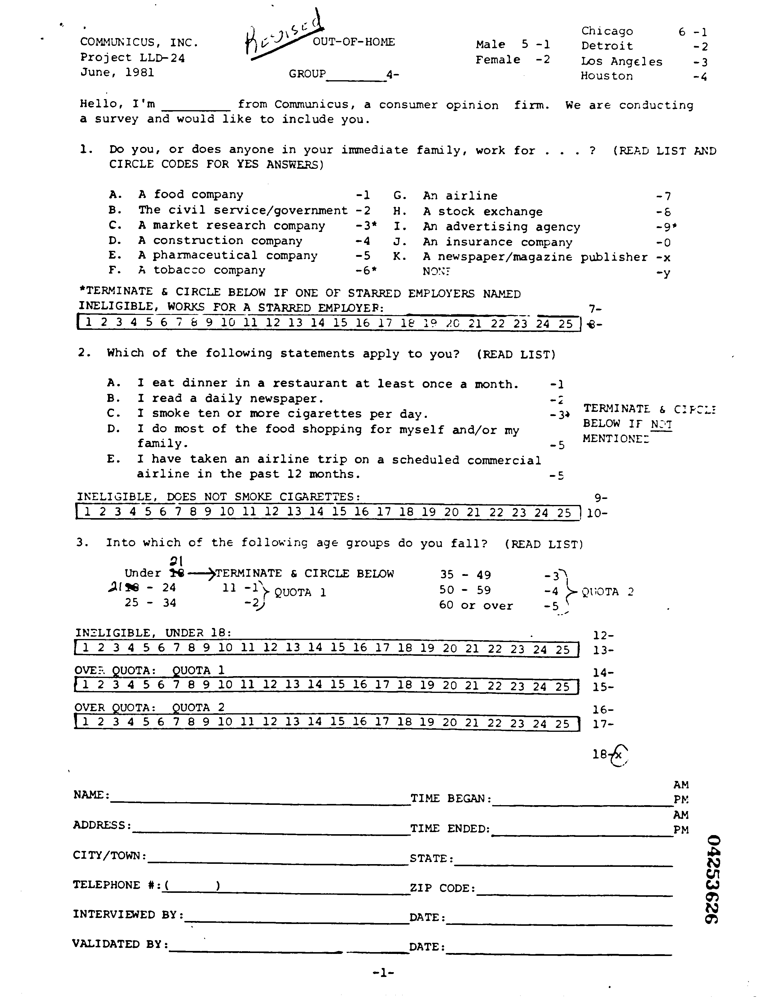 Revised
COMMUNICUS, INC. OUT-OF-HOME Male 5 -1 Chicago 6 -1
Project LLD-24 Female -2 Detroit -2
June, 1981 GROUP________4- Los Angeles -3
Houston -4
Hello, I'm _________ from Communicus, a consumer opinion firm. We are conducting
a survey and would like to include you.
1. Do you, or does anyone in your immediate family, work for . . . ? (READ LIST AND
CIRCLE CODES FOR YES ANSWERS)
A. A food company -1 G. An airline -7
B. The civil service/government -2 H. A stock exchange -8
C. A market research company -3* I. An advertising agency -9*
D. A construction company -4 J. An insurance company -0
E. A pharmaceutical company -5 K. A newspaper/magazine publisher -x
F. A tobacco company -6* NONE -y
*TERMINATE & CIRCLE BELOW IF ONE OF STARRED EMPLOYERS NAMED
INELIGIBLE, WORKS FOR A STARRED EMPLOYER: 7-
1 2 3 4 5 6 7 8 9 10 11 12 13 14 15 16 17 18 19 20 21 22 23 24 25 8-
2. Which of the following statements apply to you? (READ LIST)
A. I eat dinner in a restaurant at least once a month. -1
B. I read a daily newspaper. -2
C. I smoke ten or more cigarettes per day. -3* TERMINATE & CIRCLE
D. I do most of the food shopping for myself and/or my BELOW IF NOT
family. -5 MENTIONED
E. I have taken an airline trip on a scheduled commercial
airline in the past 12 months. -5
INELIGIBLE, DOES NOT SMOKE CIGARETTES: 9-
1 2 3 4 5 6 7 8 9 10 11 12 13 14 15 16 17 18 19 20 21 22 23 24 25 10-
3. Into which of the following age groups do you fall? (READ LIST)
21
Under 18 TERMINATE & CIRCLE BELOW 35 - 49 -3
21 18 - 24 11 -1 QUOTA 1 50 - 59 -4 QUOTA 2
25 - 34 -2 60 or over -5
INELIGIBLE, UNDER 18: 12-
1 2 3 4 5 6 7 8 9 10 11 12 13 14 15 16 17 18 19 20 21 22 23 24 25 13-
OVER QUOTA: QUOTA 1 14-
1 2 3 4 5 6 7 8 9 10 11 12 13 14 15 16 17 18 19 20 21 22 23 24 25 15-
OVER QUOTA: QUOTA 2 16-
1 2 3 4 5 6 7 8 9 10 11 12 13 14 15 16 17 18 19 20 21 22 23 24 25 17-
18-x
NAME: TIME BEGAN: AM PM
ADDRESS: TIME ENDED: AM PM
CITY/TOWN: STATE:
TELEPHONE #:( ) ZIP CODE:
INTERVIEWED BY: DATE:
VALIDATED BY: DATE:
-1-
04253626